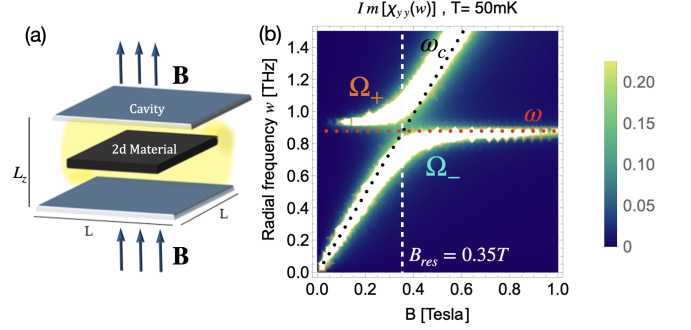 (a)
B
Cavity
2d Material
L_z
L
L
B
(b)
Im[χ_yy(w)] , T= 50mK
Radial frequency w [THz]
1.4
1.2
1.0
0.8
0.6
0.4
0.2
0.0
ω_c
Ω_+
ω
Ω_−
B_res = 0.35T
0.0 0.2 0.4 0.6 0.8 1.0
B [Tesla]
0.20
0.15
0.10
0.05
0